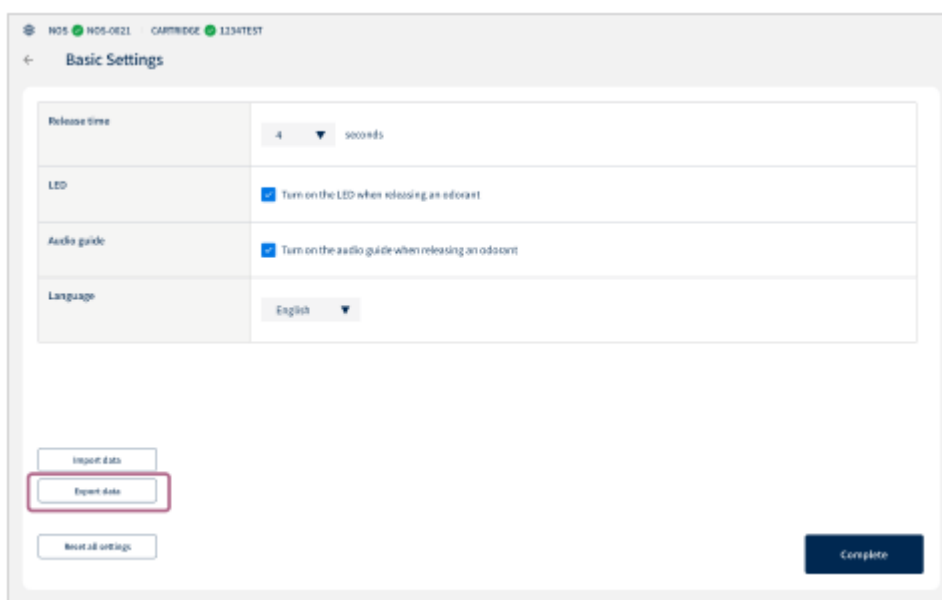 NOS NOS-0021 CARTRIDGE 1234TEST
← Basic Settings
Release time
4 ▼ seconds
LED
Turn on the LED when releasing an odorant
Audio guide
Turn on the audio guide when releasing an odorant
Language
English ▼
Import data
Export data
Reset all settings
Complete